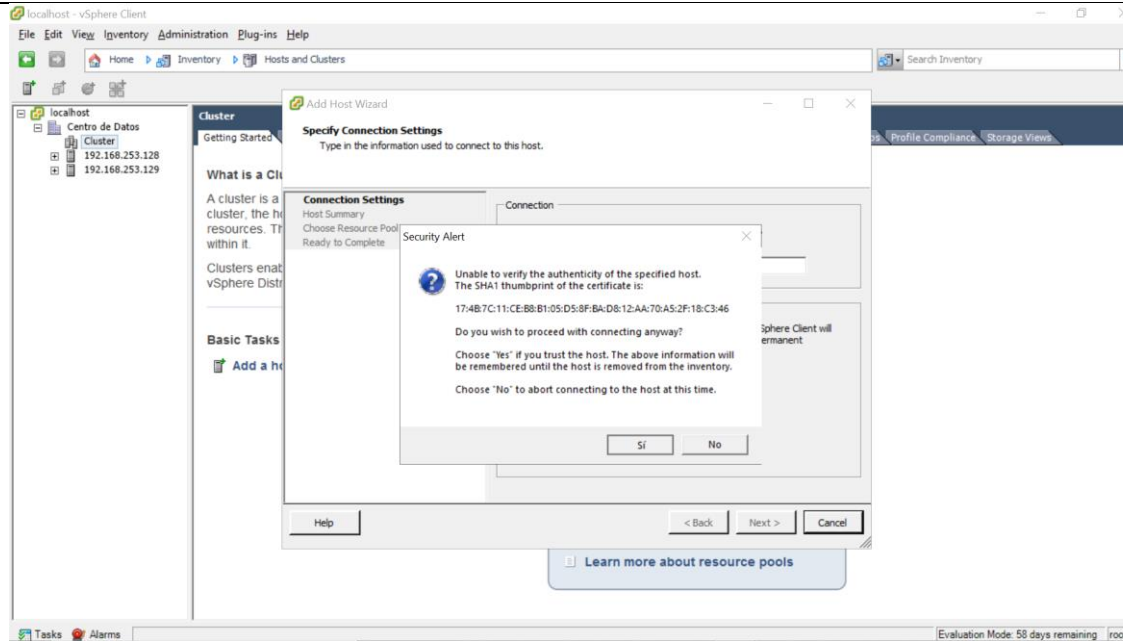 localhost - vSphere Client
File Edit View Inventory Administration Plug-ins Help
Home Inventory Hosts and Clusters
Search Inventory
localhost
Centro de Datos
Cluster
192.168.253.128
192.168.253.129
Cluster
Getting Started
Profile Compliance Storage Views
What is a
A cluster is a
cluster, the
resources.
within it.
Clusters
vSphere
Basic Tasks
Add a
Add Host Wizard
Specify Connection Settings
Type in the information used to connect to this host.
Connection Settings
Host Summary
Choose Resource Pool
Ready to Complete
Connection
Sphere Client will
ermanent
Security Alert
Unable to verify the authenticity of the specified host.
The SHA1 thumbprint of the certificate is:
17:4B:7C:11:CE:B8:B1:05:D5:8F:BA:D8:12:AA:70:A5:2F:18:C3:46
Do you wish to proceed with connecting anyway?
Choose "Yes" if you trust the host. The above information will
be remembered until the host is removed from the inventory.
Choose "No" to abort connecting to the host at this time.
Sí No
Help < Back Next > Cancel
Learn more about resource pools
Tasks Alarms
Evaluation Mode: 58 days remaining